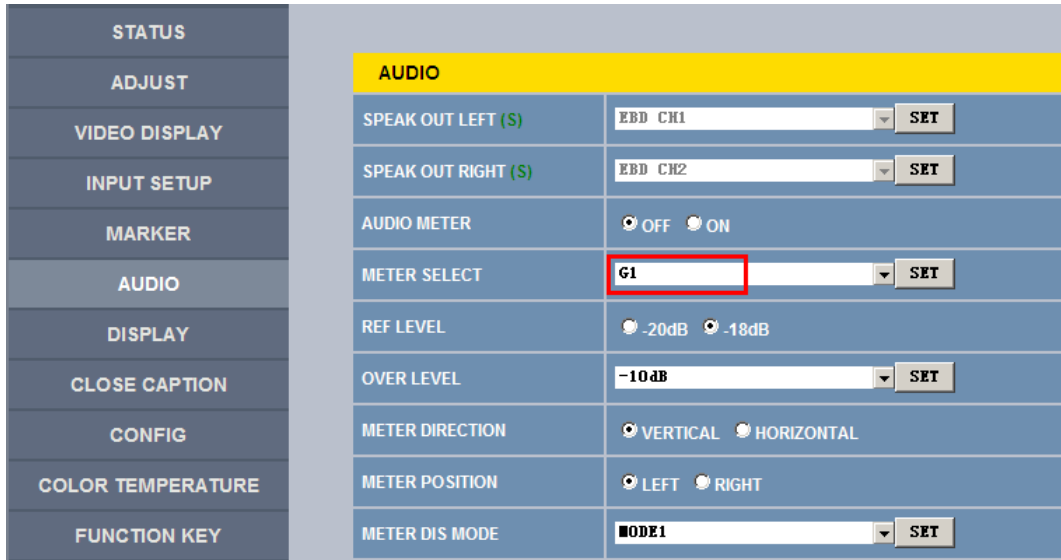 STATUS
ADJUST
VIDEO DISPLAY
INPUT SETUP
MARKER
AUDIO
DISPLAY
CLOSE CAPTION
CONFIG
COLOR TEMPERATURE
FUNCTION KEY
AUDIO
SPEAK OUT LEFT (S) EBD CH1 SET
SPEAK OUT RIGHT (S) EBD CH2 SET
AUDIO METER OFF ON
METER SELECT G1 SET
REF LEVEL -20dB -18dB
OVER LEVEL -10dB SET
METER DIRECTION VERTICAL HORIZONTAL
METER POSITION LEFT RIGHT
METER DIS MODE MODE1 SET